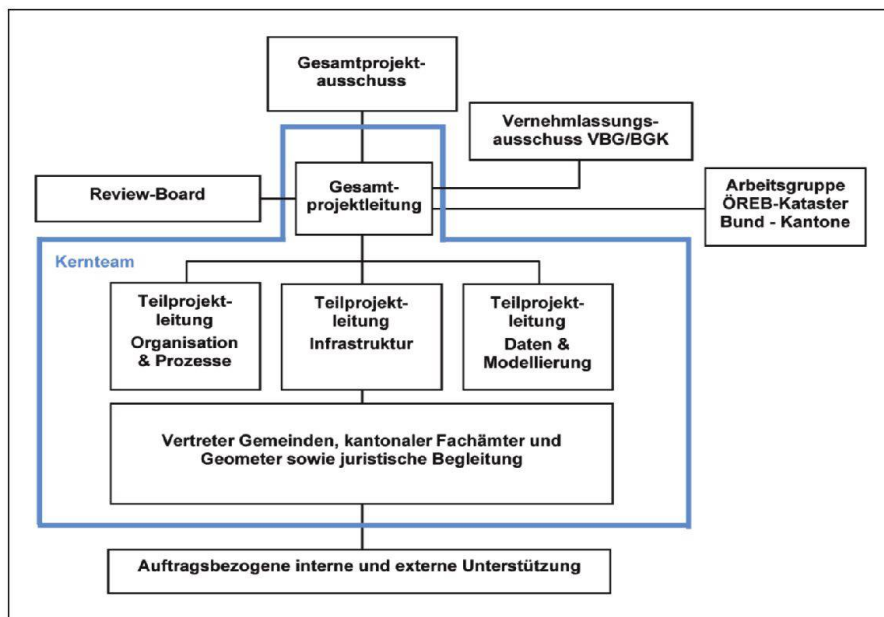 Gesamtprojekt-
ausschuss
Vernehmlassungs-
ausschuss VBG/BGK
Review-Board
Gesamt-
projektleitung
Arbeitsgruppe
ÖREB-Kataster
Bund - Kantone
Kernteam
Teilprojekt-
leitung
Organisation
& Prozesse
Teilprojekt-
leitung
Infrastruktur
Teilprojekt-
leitung
Daten &
Modellierung
Vertreter Gemeinden, kantonaler Fachämter und
Geometer sowie juristische Begleitung
Auftragsbezogene interne und externe Unterstützung